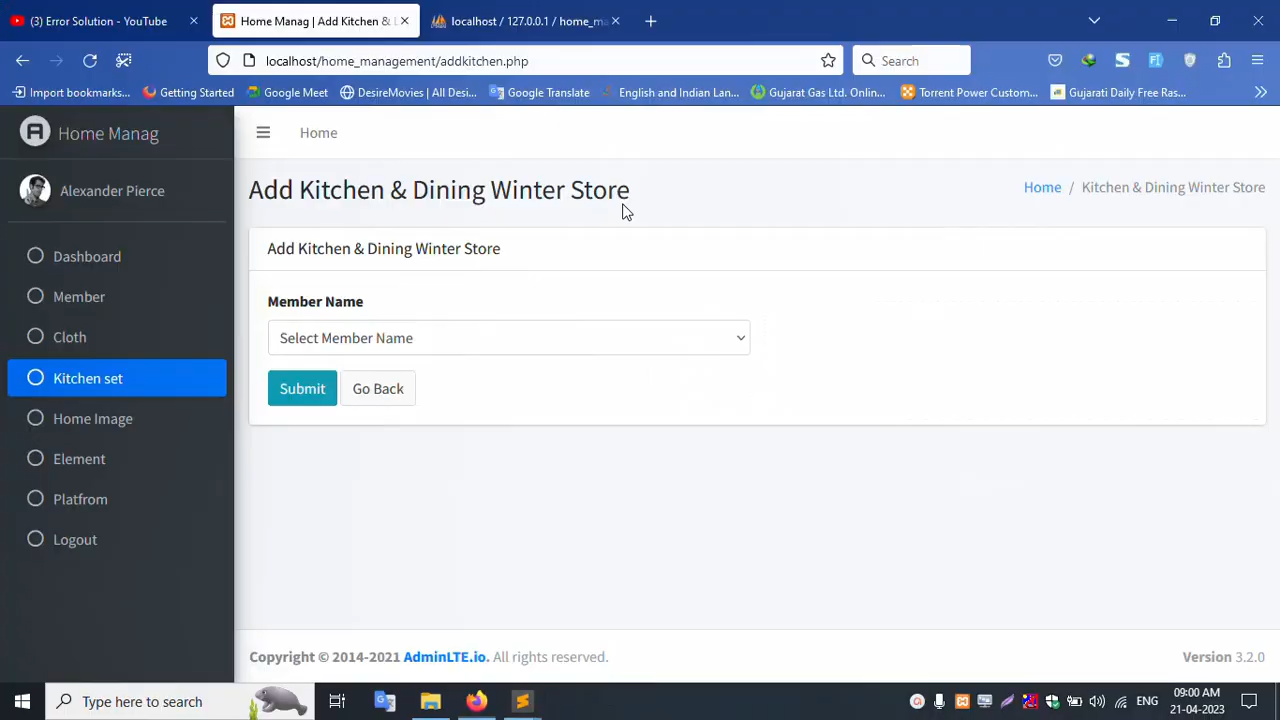 (3) Error Solution - YouTube
Home Manag | Add Kitchen &
localhost / 127.0.0.1 / home_ma
localhost/home_management/addkitchen.php
Search
Import bookmarks...
Getting Started
Google Meet
DesireMovies | All Desi...
Google Translate
English and Indian Lan...
Gujarat Gas Ltd. Onlin...
Torrent Power Custom...
Gujarati Daily Free Ras...
Home Manag
Home
Alexander Pierce
Add Kitchen & Dining Winter Store
Home / Kitchen & Dining Winter Store
Add Kitchen & Dining Winter Store
Member Name
Select Member Name
Submit
Go Back
Dashboard
Member
Cloth
Kitchen set
Home Image
Element
Platfrom
Logout
Copyright © 2014-2021 AdminLTE.io. All rights reserved.
Version 3.2.0
Type here to search
ENG
09:00 AM
21-04-2023